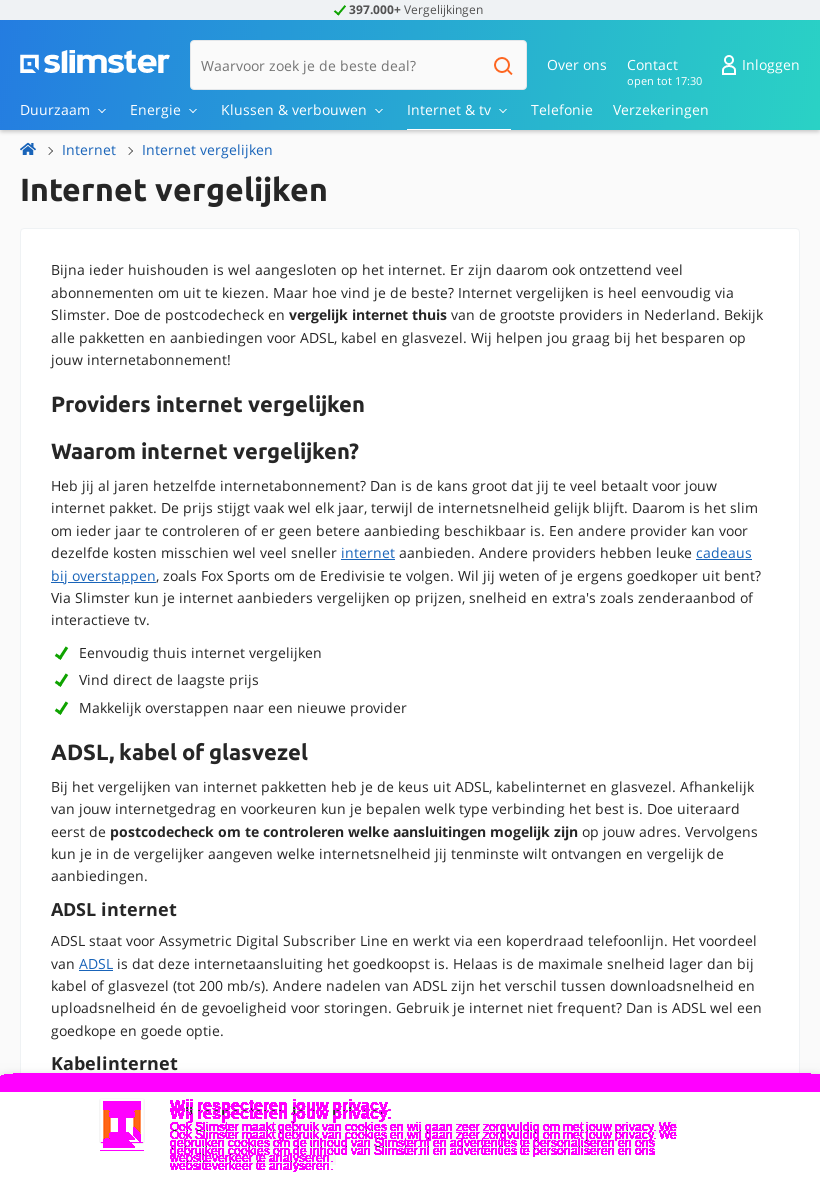 397.000+ Vergelijkingen
slimster
Waarvoor zoek je de beste deal?
Over ons
Contact
open tot 17:30
Inloggen
Duurzaam
Energie
Klussen & verbouwen
Internet & tv
Telefonie
Verzekeringen
Internet
Internet vergelijken
Internet vergelijken
Bijna ieder huishouden is wel aangesloten op het internet. Er zijn daarom ook ontzettend veel
abonnementen om uit te kiezen. Maar hoe vind je de beste? Internet vergelijken is heel eenvoudig via
Slimster. Doe de postcodecheck en vergelijk internet thuis van de grootste providers in Nederland. Bekijk
alle pakketten en aanbiedingen voor ADSL, kabel en glasvezel. Wij helpen jou graag bij het besparen op
jouw internetabonnement!
Providers internet vergelijken
Waarom internet vergelijken?
Heb jij al jaren hetzelfde internetabonnement? Dan is de kans groot dat jij te veel betaalt voor jouw
internet pakket. De prijs stijgt vaak wel elk jaar, terwijl de internetsnelheid gelijk blijft. Daarom is het slim
om ieder jaar te controleren of er geen betere aanbieding beschikbaar is. Een andere provider kan voor
dezelfde kosten misschien wel veel sneller internet aanbieden. Andere providers hebben leuke cadeaus
bij overstappen, zoals Fox Sports om de Eredivisie te volgen. Wil jij weten of je ergens goedkoper uit bent?
Via Slimster kun je internet aanbieders vergelijken op prijzen, snelheid en extra's zoals zenderaanbod of
interactieve tv.
Eenvoudig thuis internet vergelijken
Vind direct de laagste prijs
Makkelijk overstappen naar een nieuwe provider
ADSL, kabel of glasvezel
Bij het vergelijken van internet pakketten heb je de keus uit ADSL, kabelinternet en glasvezel. Afhankelijk
van jouw internetgedrag en voorkeuren kun je bepalen welk type verbinding het best is. Doe uiteraard
eerst de postcodecheck om te controleren welke aansluitingen mogelijk zijn op jouw adres. Vervolgens
kun je in de vergelijker aangeven welke internetsnelheid jij tenminste wilt ontvangen en vergelijk de
aanbiedingen.
ADSL internet
ADSL staat voor Assymetric Digital Subscriber Line en werkt via een koperdraad telefoonlijn. Het voordeel
van ADSL is dat deze internetaansluiting het goedkoopst is. Helaas is de maximale snelheid lager dan bij
kabel of glasvezel (tot 200 mb/s). Andere nadelen van ADSL zijn het verschil tussen downloadsnelheid en
uploadsnelheid én de gevoeligheid voor storingen. Gebruik je internet niet frequent? Dan is ADSL wel een
goedkope en goede optie.
Kabelinternet
Wij respecteren jouw privacy.
Ook Slimster maakt gebruik van cookies en wij gaan zeer zorgvuldig om met jouw privacy. We
gebruiken cookies om de inhoud van Slimster.nl en advertenties te personaliseren en ons
websiteverkeer te analyseren.